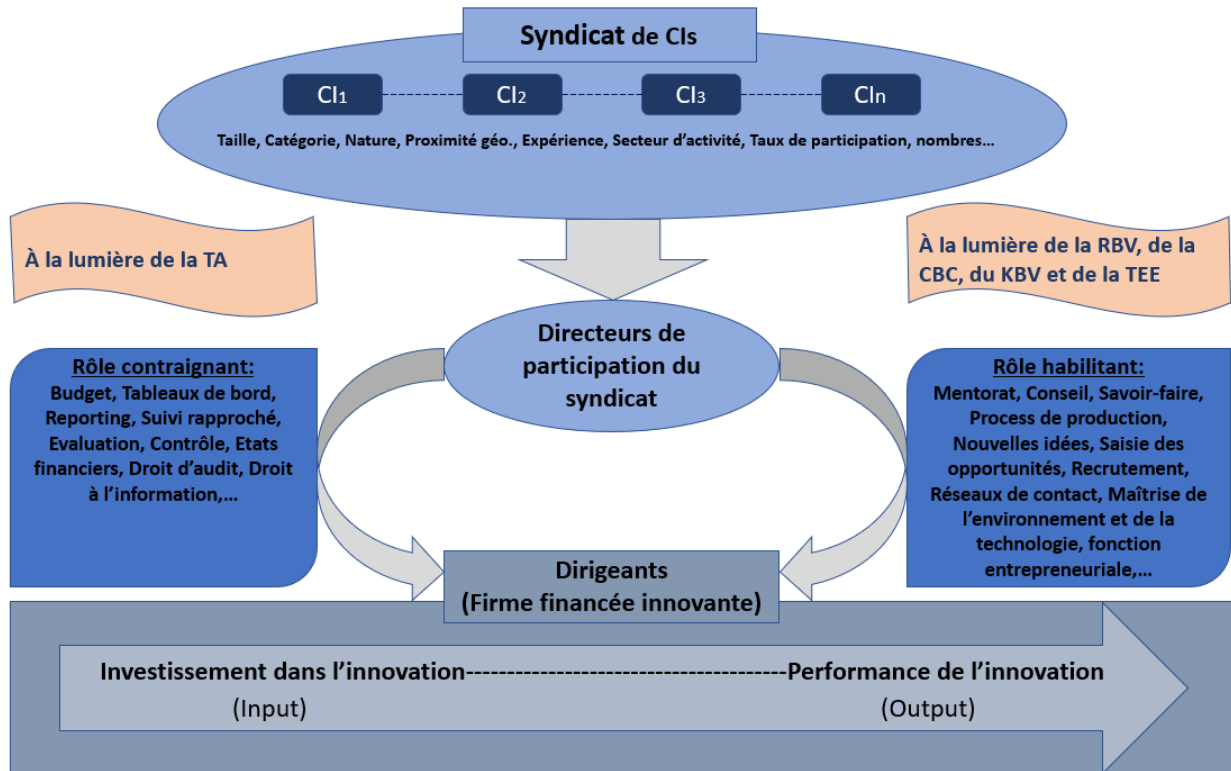 Syndicat de CIs
CI1
CI2
CI3
CIn
Taille, Catégorie, Nature, Proximité géo., Expérience, Secteur d'activité, Taux de participation, nombres…
À la lumière de la TA
À la lumière de la RBV, de la
CBC, du KBV et de la TEE
Directeurs de
participation du
syndicat
Rôle contraignant:
Budget, Tableaux de bord,
Reporting, Suivi rapproché,
Evaluation, Contrôle, Etats
financiers, Droit d'audit, Droit
à l'information,…
Rôle habilitant:
Mentorat, Conseil, Savoir-faire,
Process de production,
Nouvelles idées, Saisie des
opportunités, Recrutement,
Réseaux de contact, Maîtrise de
l'environnement et de la
technologie, fonction
entrepreneuriale,…
Dirigeants
(Firme financée innovante)
Investissement dans l'innovation-----------------------------------Performance de l'innovation
(Input)
(Output)